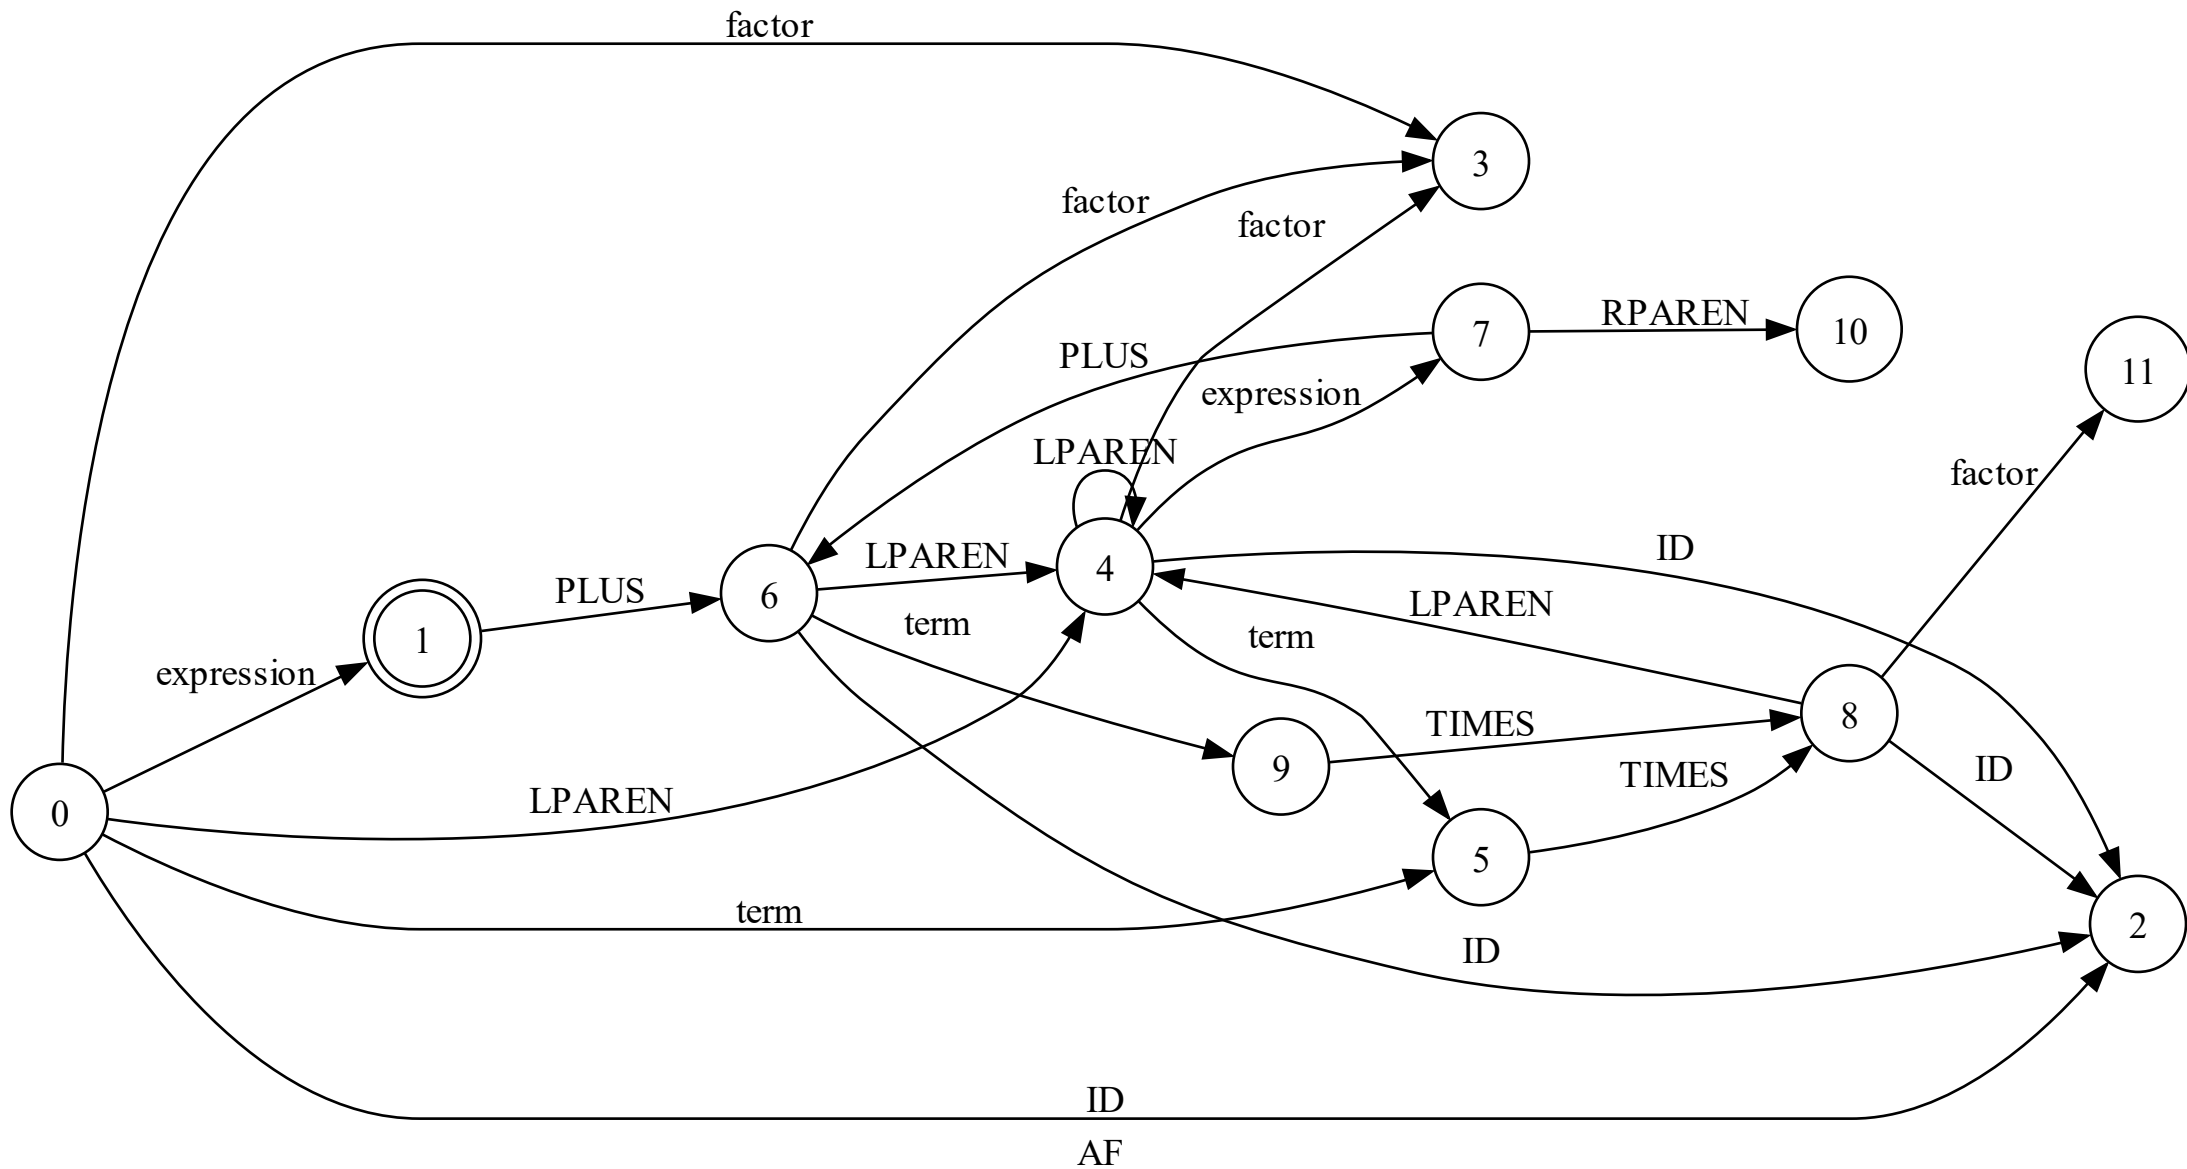 factor
3
factor
factor
RPAREN
7
10
PLUS
11
expression
LPAREN
factor
ID
LPAREN
4
PLUS
6
LPAREN
term
term
1
expression
8
TIMES
9
ID
TIMES
0
LPAREN
5
term
2
ID
ID
AF